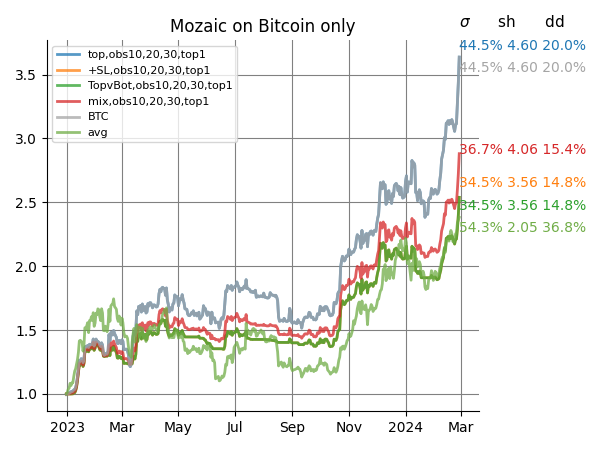 Mozaic on Bitcoin only
σ sh dd
top,obs10,20,30,top1
+SL,obs10,20,30,top1
TopvBot,obs10,20,30,top1
mix,obs10,20,30,top1
BTC
avg
44.5% 4.60 20.0%
44.5% 4.60 20.0%
36.7% 4.06 15.4%
34.5% 3.56 14.8%
34.5% 3.56 14.8%
54.3% 2.05 36.8%
3.5
3.0
2.5
2.0
1.5
1.0
2023 Mar May Jul Sep Nov 2024 Mar